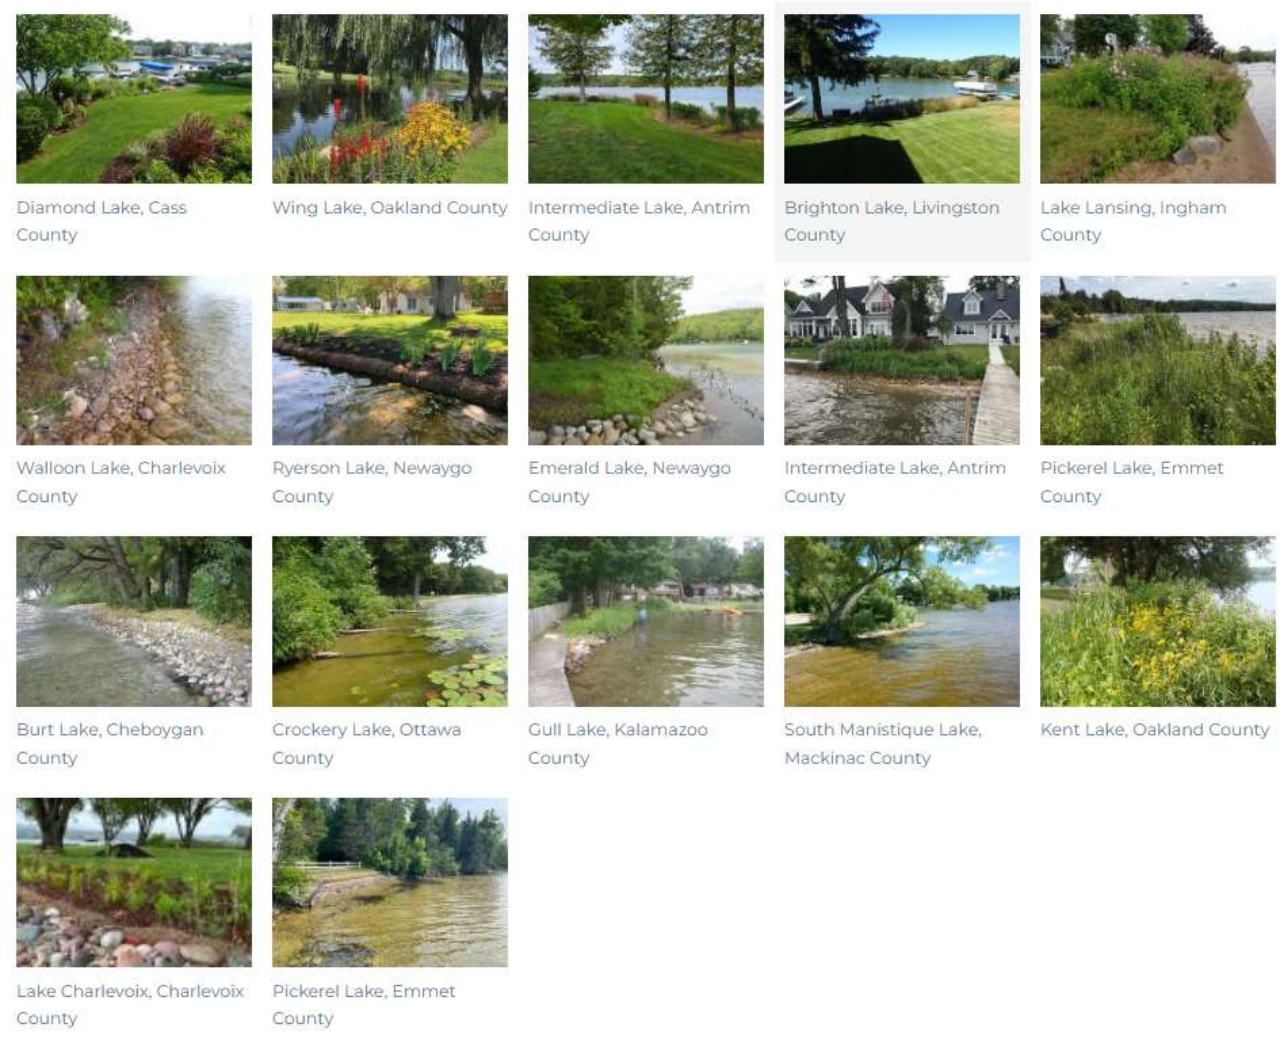 Diamond Lake, Cass
County
Wing Lake, Oakland County
Intermediate Lake, Antrim
County
Brighton Lake, Livingston
County
Lake Lansing, Ingham
County
Walloon Lake, Charlevoix
County
Ryerson Lake, Newaygo
County
Emerald Lake, Newaygo
County
Intermediate Lake, Antrim
County
Pickerel Lake, Emmet
County
Burt Lake, Cheboygan
County
Crockery Lake, Ottawa
County
Gull Lake, Kalamazoo
County
South Manistique Lake,
Mackinac County
Kent Lake, Oakland County
Lake Charlevoix, Charlevoix
County
Pickerel Lake, Emmet
County